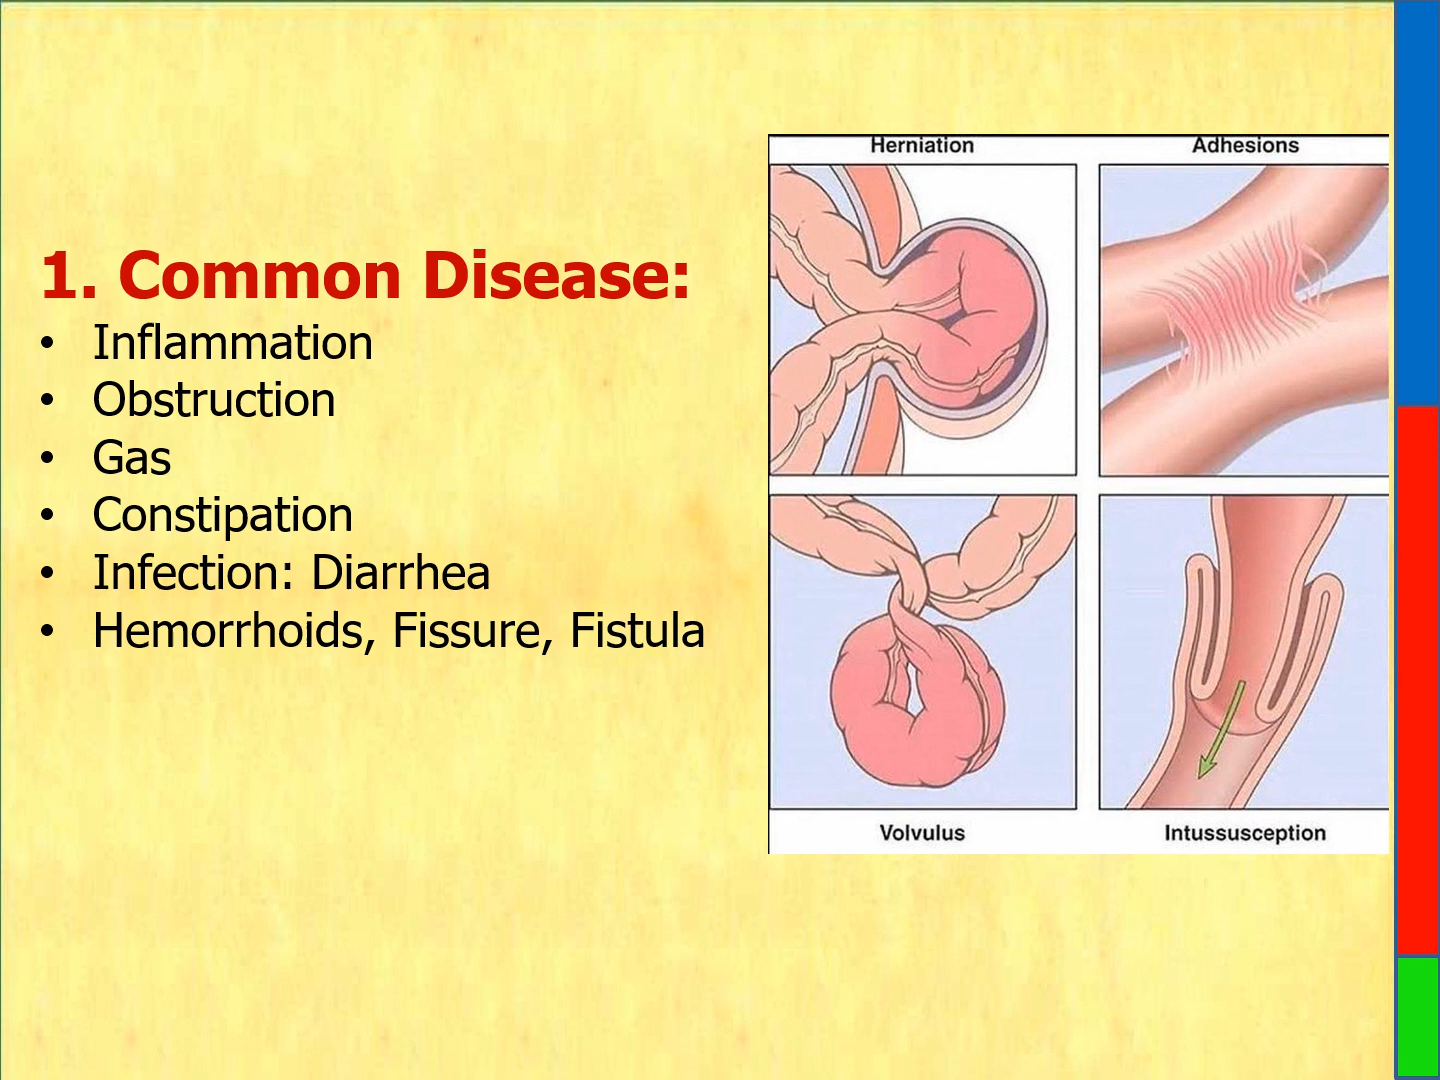 1. Common Disease:
• Inflammation
• Obstruction
• Gas
• Constipation
• Infection: Diarrhea
• Hemorrhoids, Fissure, Fistula
Herniation
Adhesions
Volvulus
Intussusception